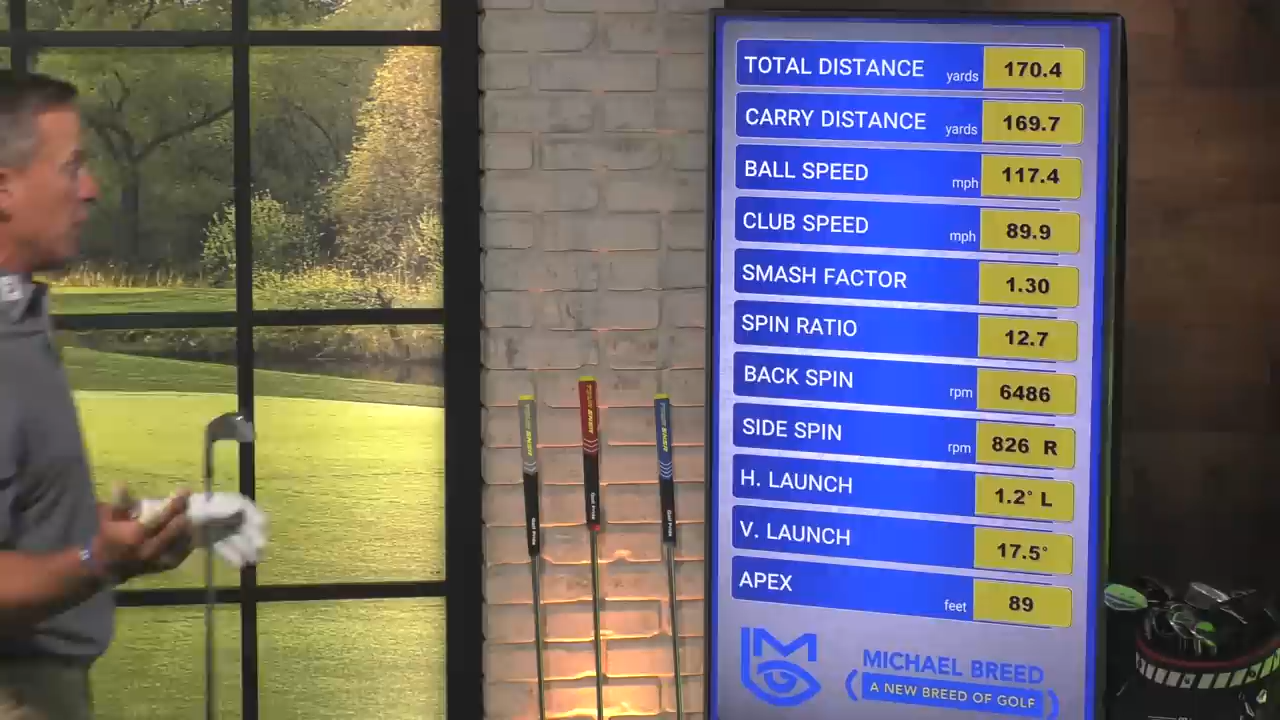 TOTAL DISTANCE yards 170.4
CARRY DISTANCE yards 169.7
BALL SPEED mph 117.4
CLUB SPEED mph 89.9
SMASH FACTOR 1.30
SPIN RATIO 12.7
BACK SPIN rpm 6486
SIDE SPIN rpm 826 R
H. LAUNCH 1.2° L
V. LAUNCH 17.5°
APEX feet 89
MICHAEL BREED
A NEW BREED OF GOLF